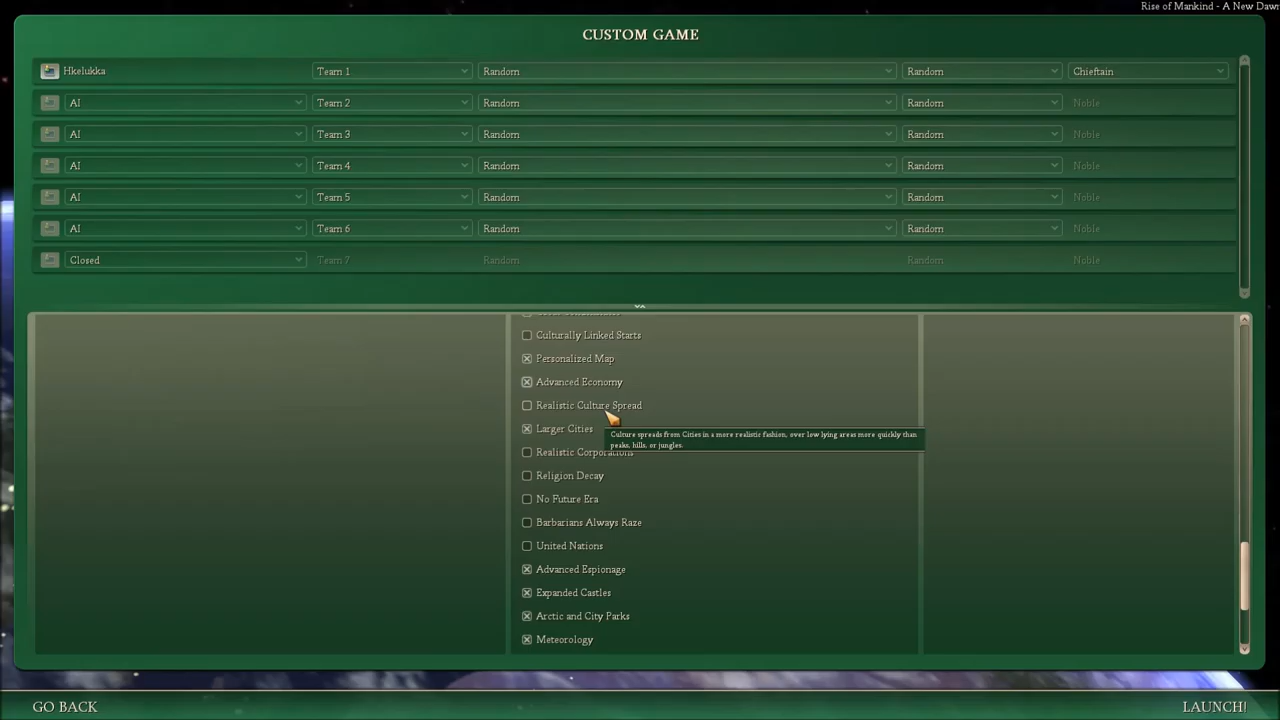 Rise of Mankind - A New Dawn
CUSTOM GAME
Hkelukka Team 1 Random Random Chieftain
AI Team 2 Random Random Noble
AI Team 3 Random Random Noble
AI Team 4 Random Random Noble
AI Team 5 Random Random Noble
AI Team 6 Random Random Noble
Closed Team 7 Random Random Noble
Culturally Linked Starts
Personalized Map
Advanced Economy
Realistic Culture Spread
Larger Cities
Culture spreads from Cities in a more realistic fashion, over low lying areas more quickly than
peaks, hills, or jungles.
Realistic Corporations
Religion Decay
No Future Era
Barbarians Always Raze
United Nations
Advanced Espionage
Expanded Castles
Arctic and City Parks
Meteorology
GO BACK
LAUNCH!